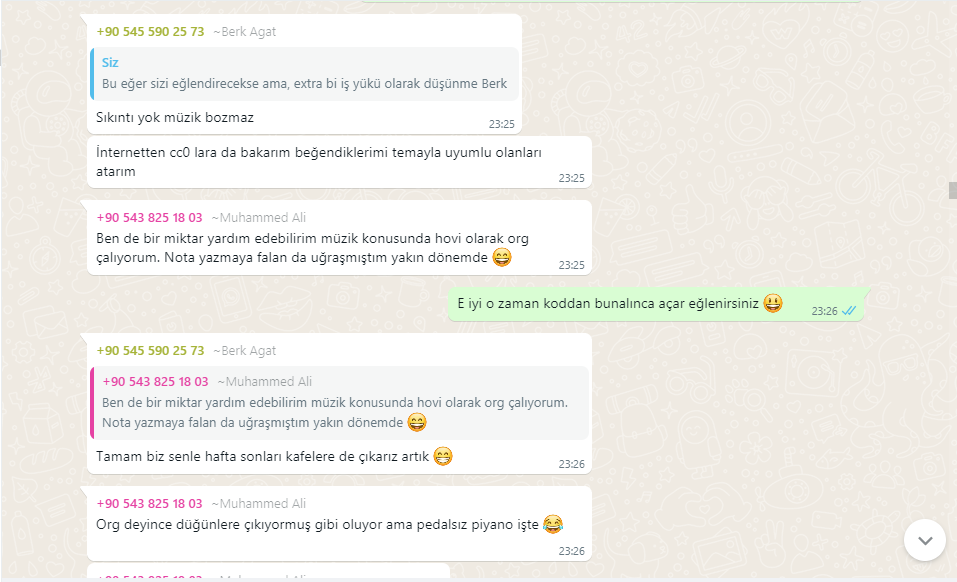 +90 545 590 25 73 ~Berk Agat
Siz
Bu eğer sizi eğlendirecekse ama, extra bi iş yükü olarak düşünme Berk
Sıkıntı yok müzik bozmaz
23:25
İnternetten cc0 lara da bakarım beğendiklerimi temayla uyumlu olanları
atarım
23:25
+90 543 825 18 03 ~Muhammed Ali
Ben de bir miktar yardım edebilirim müzik konusunda hovi olarak org
çalıyorum. Nota yazmaya falan da uğraşmıştım yakın dönemde 😄
23:25
E iyi o zaman koddan bunalınca açar eğlenirsiniz 😃
23:26
+90 545 590 25 73 ~Berk Agat
+90 543 825 18 03 ~Muhammed Ali
Ben de bir miktar yardım edebilirim müzik konusunda hovi olarak org çalıyorum.
Nota yazmaya falan da uğraşmıştım yakın dönemde 😄
Tamam biz senle hafta sonları kafelere de çıkarız artık 😁
23:26
+90 543 825 18 03 ~Muhammed Ali
Org deyince düğünlere çıkıyormuş gibi oluyor ama pedalsız piyano işte 😂
23:26
+90 543 825 18 03 ~Muhammed Ali